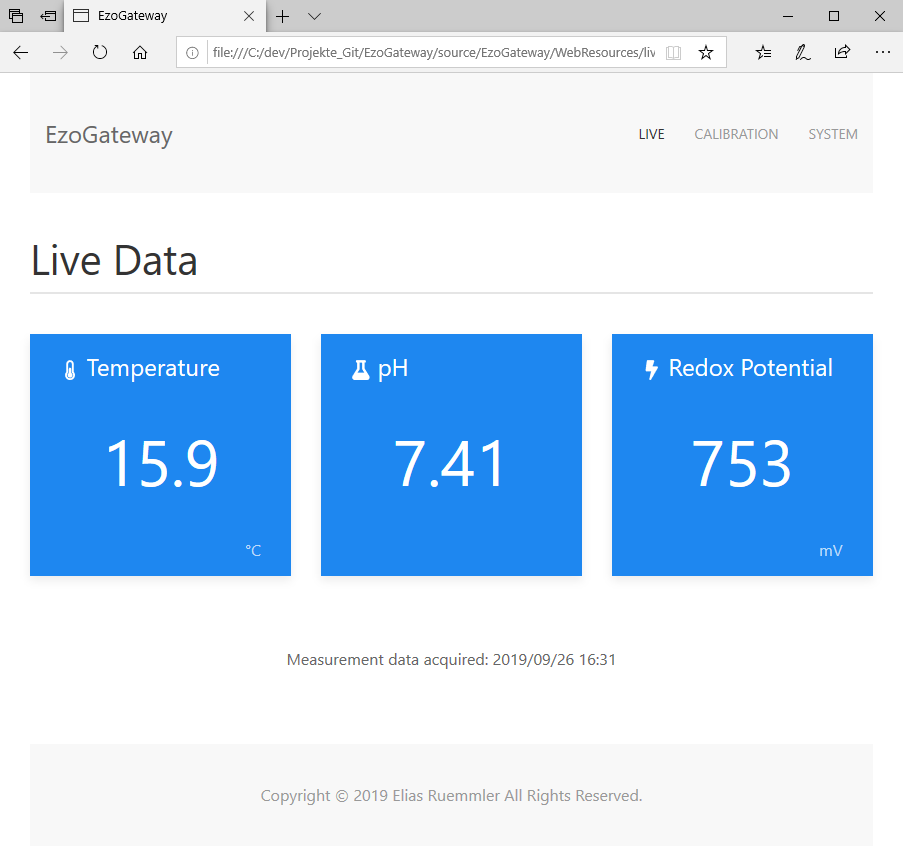 EzoGateway
file:///C:/dev/Projekte_Git/EzoGateway/source/EzoGateway/WebResources/liv
EzoGateway
LIVE CALIBRATION SYSTEM
Live Data
Temperature
15.9
°C
pH
7.41
Redox Potential
753
mV
Measurement data acquired: 2019/09/26 16:31
Copyright © 2019 Elias Ruemmler All Rights Reserved.